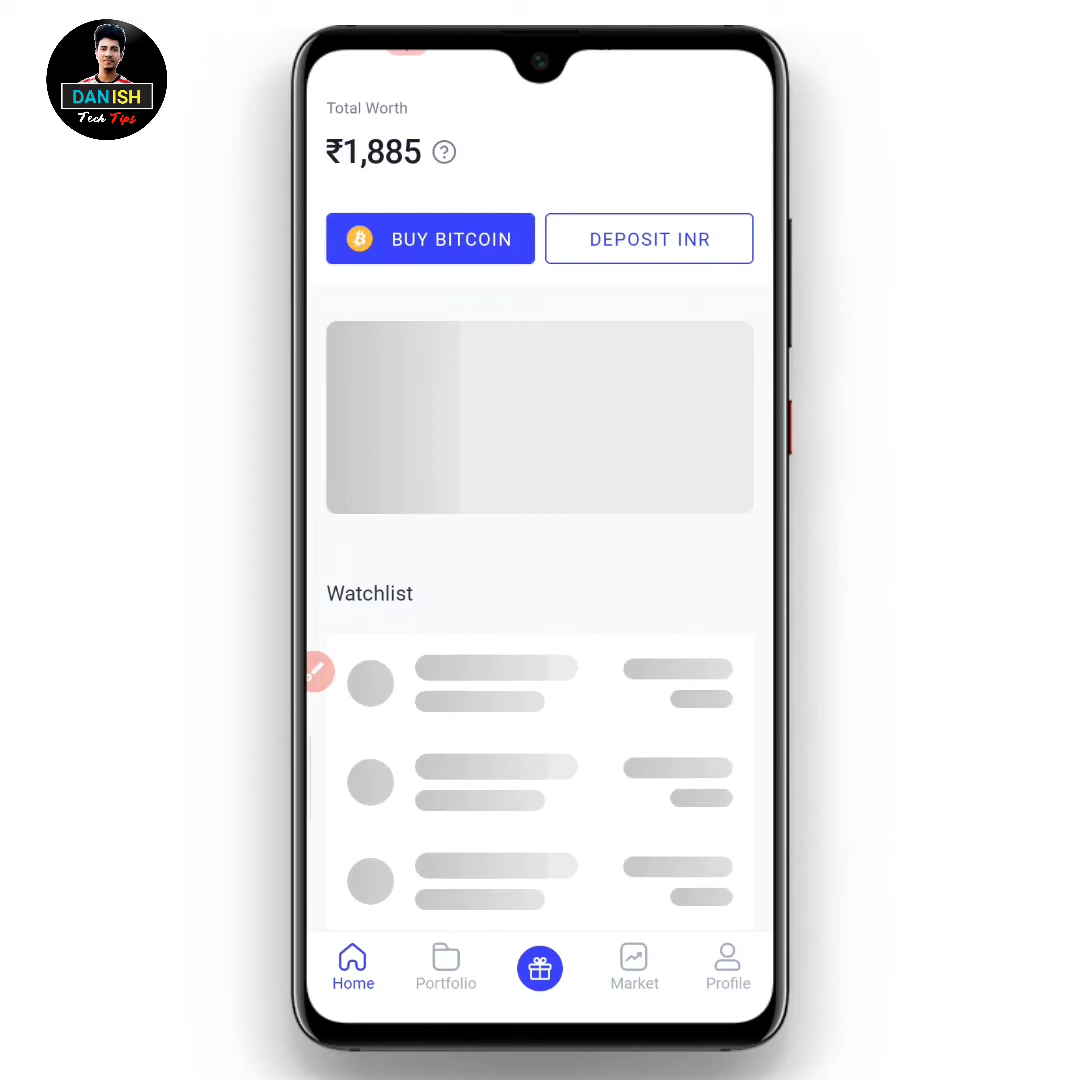 DANISH
Tech Tips
Total Worth
₹1,885 ?
BUY BITCOIN
DEPOSIT INR
Watchlist
Home
Portfolio
Market
Profile